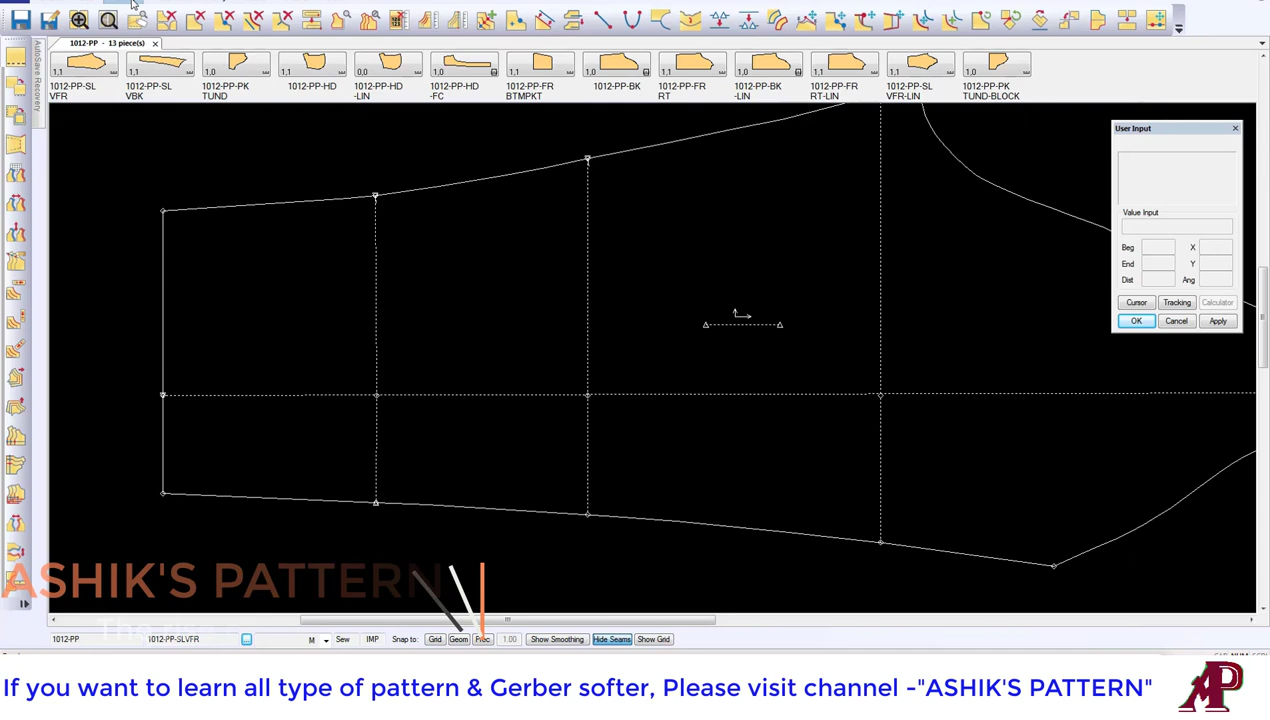 1012-PP - 13 piece(s)
AutoSave Recovery
1,1
1,1
1,0
1,1
0,0
1,0
1,1
1,0
1,1
1,0
1,1
1,1
1,0
1012-PP-SL
VFR
1012-PP-SL
VBK
1012-PP-PK
TUND
1012-PP-HD
1012-PP-HD
-LIN
1012-PP-HD
-FC
1012-PP-FR
BTMPKT
1012-PP-BK
1012-PP-FR
RT
1012-PP-BK
-LIN
1012-PP-FR
RT-LIN
1012-PP-SL
VFR-LIN
1012-PP-PK
TUND-BLOCK
User Input
Value Input
Beg X
End Y
Dist Ang
Cursor Tracking Calculator
OK Cancel Apply
ASHIK'S PATTERN
1012-PP 1012-PP-SLVFR ... M Sew IMP Snap to: Grid Geom Prec 1.00 Show Smoothing Hide Seams Show Grid
If you want to learn all type of pattern & Gerber softer, Please visit channel -"ASHIK'S PATTERN"